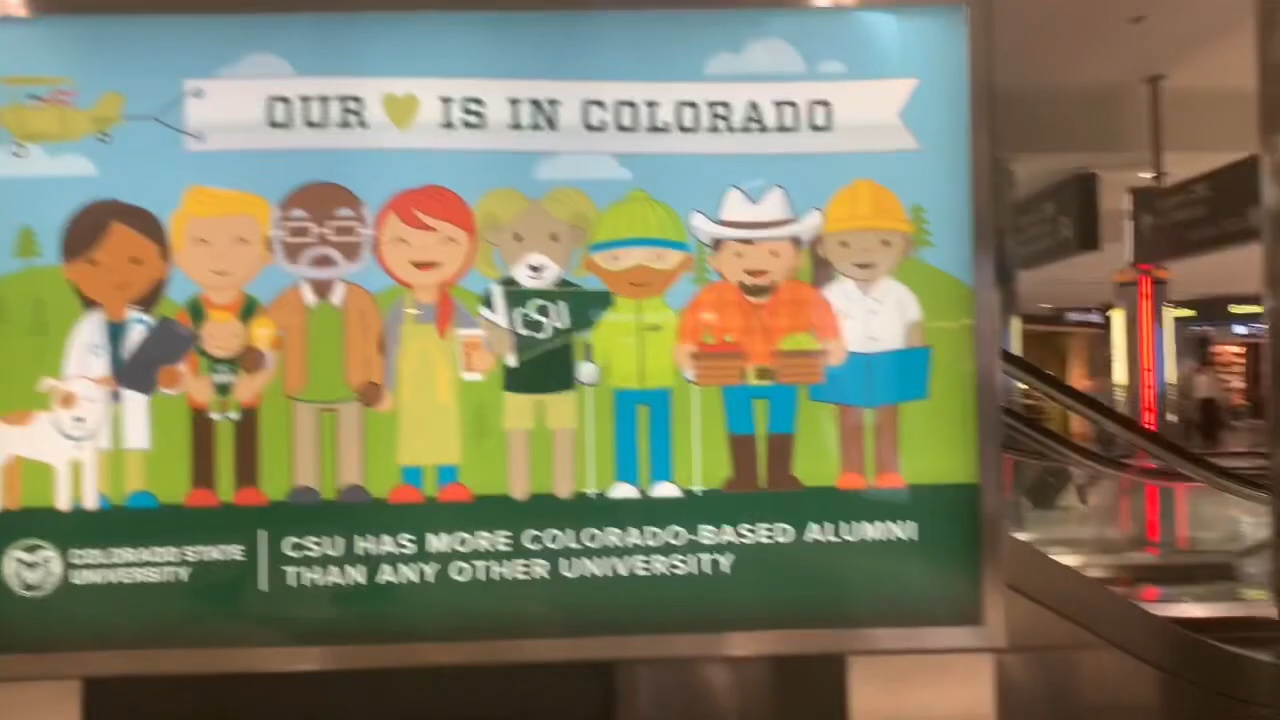 OUR IS IN COLORADO
CSU
COLORADO STATE
UNIVERSITY
CSU HAS MORE COLORADO-BASED ALUMNI
THAN ANY OTHER UNIVERSITY